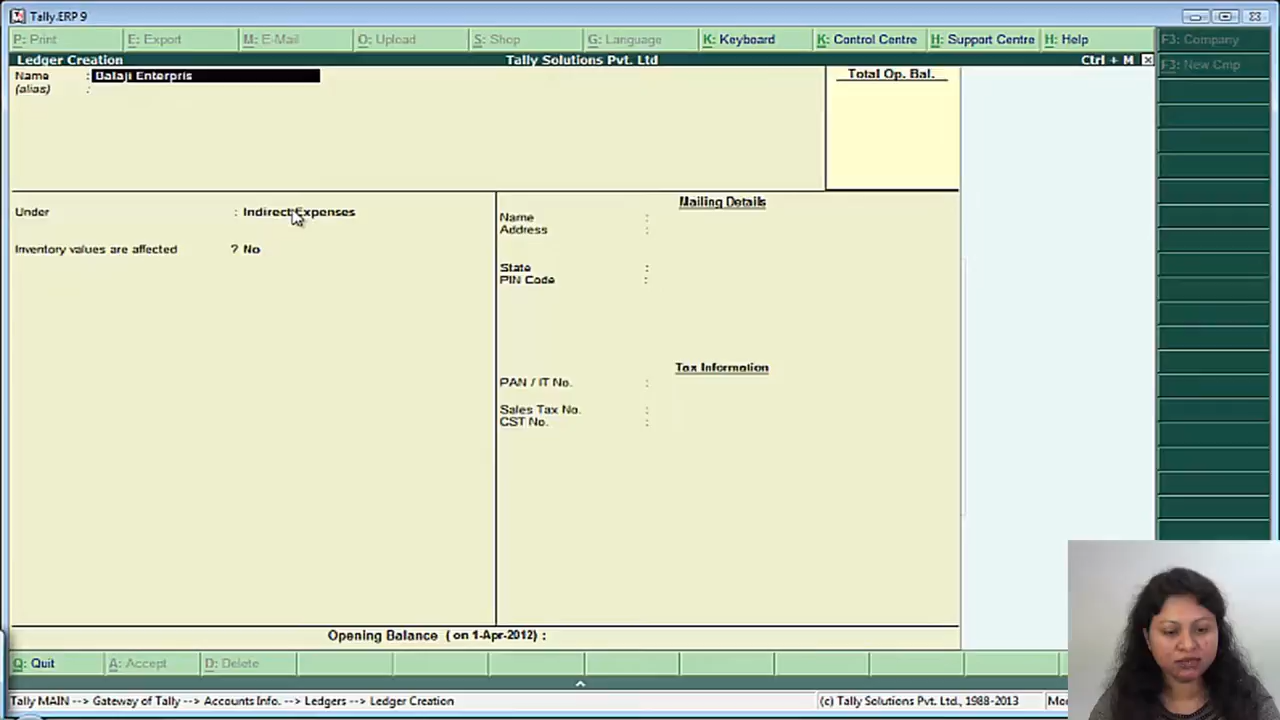 Tally.ERP 9
P: Print
E: Export
M: E-Mail
O: Upload
S: Shop
G: Language
K: Keyboard
K: Control Centre
H: Support Centre
H: Help
F3: Company
F3: New Cmp
Ledger Creation
Tally Solutions Pvt. Ltd
Ctrl + M
Name : Balaji Enterpris
(alias) :
Total Op. Bal.
Under : Indirect Expenses
Inventory values are affected ? No
Mailing Details
Name :
Address :
State :
PIN Code :
Tax Information
PAN / IT No. :
Sales Tax No. :
CST No. :
Opening Balance ( on 1-Apr-2012) :
Q: Quit
A: Accept
D: Delete
Tally MAIN --> Gateway of Tally --> Accounts Info. --> Ledgers --> Ledger Creation
(c) Tally Solutions Pvt. Ltd., 1988-2013